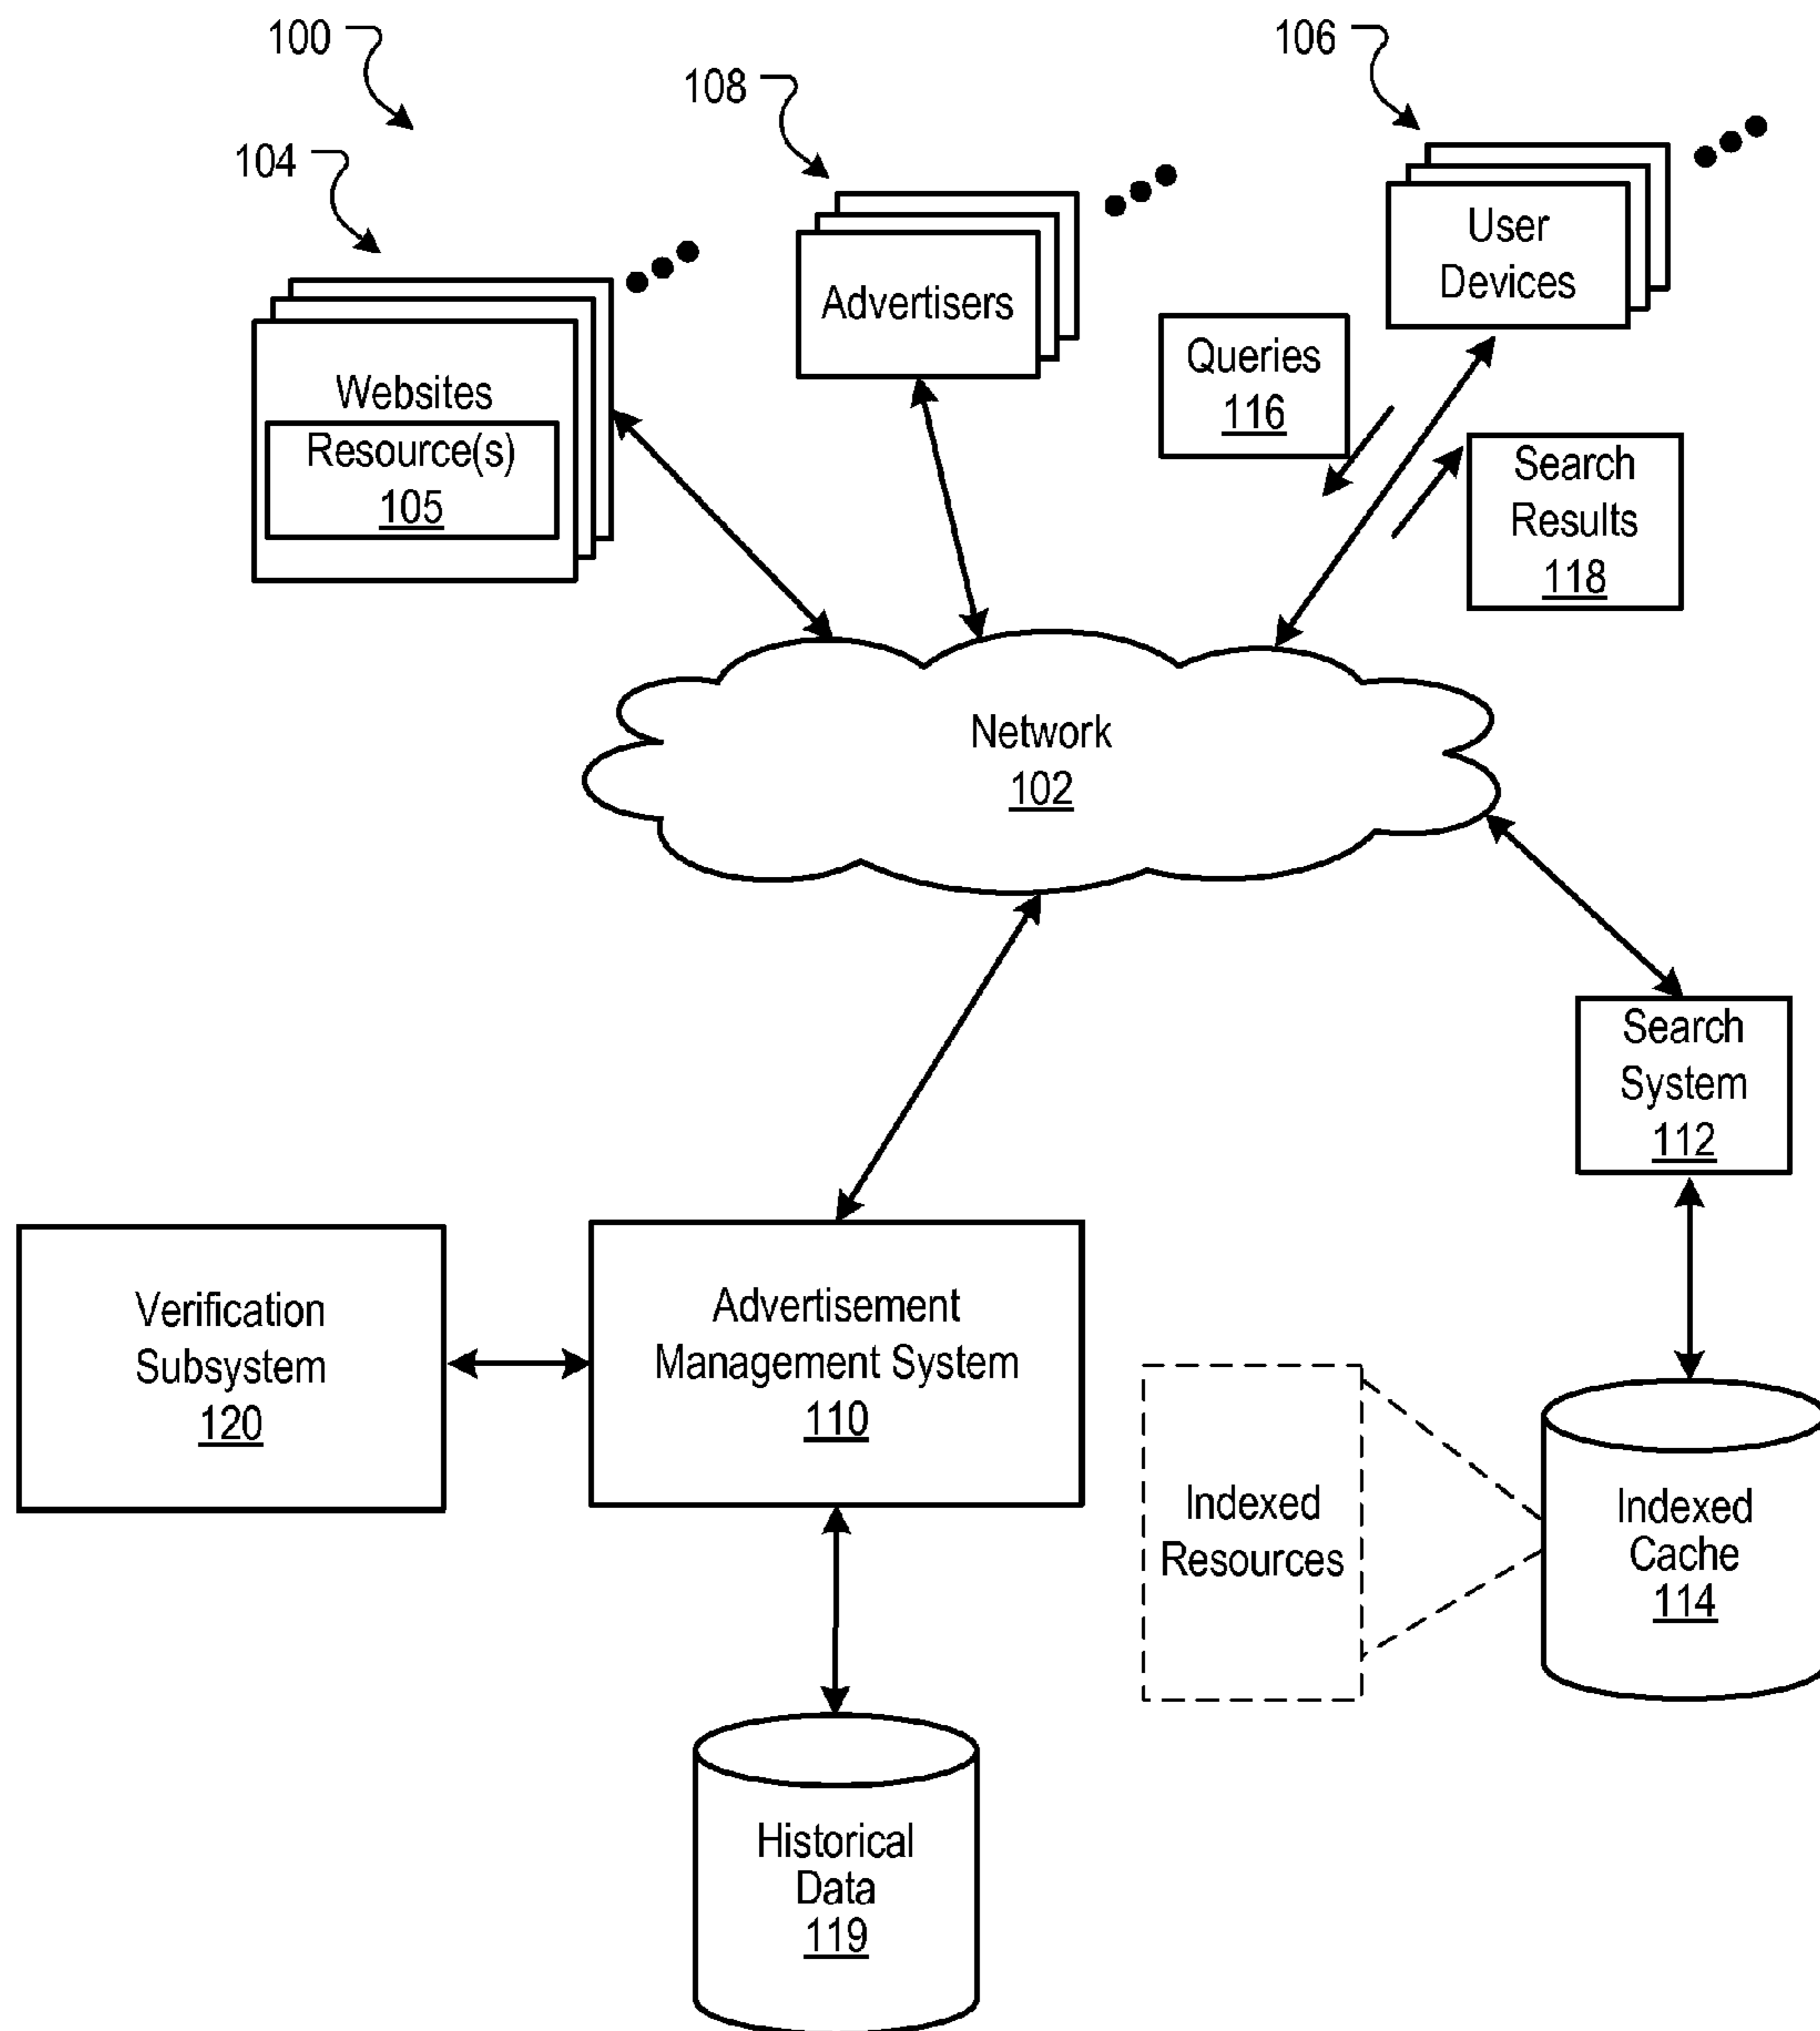 100
106
108
104
User
Devices
Advertisers
Queries
116
Websites
Resource(s)
105
Search
Results
118
Network
102
Search
System
112
Verification
Subsystem
120
Advertisement
Management System
110
Indexed
Resources
Indexed
Cache
114
Historical
Data
119